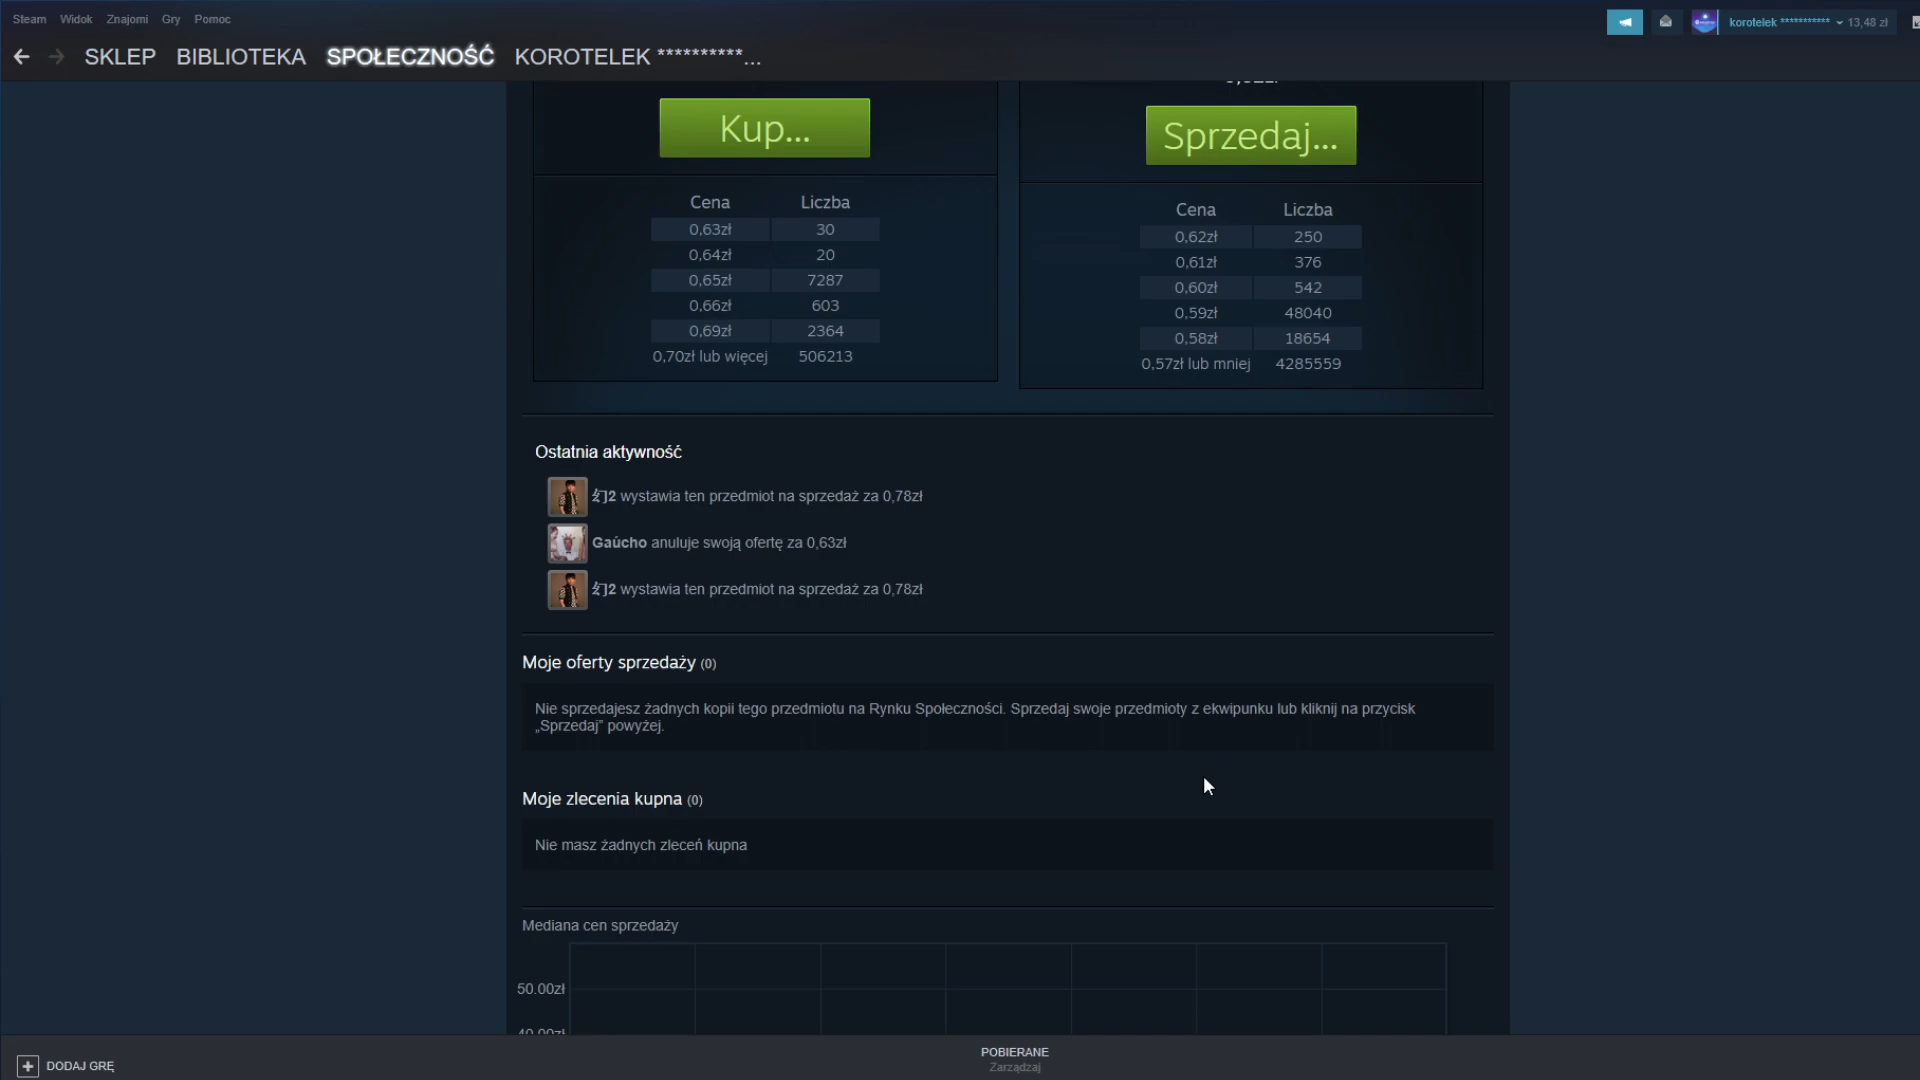 Steam Widok Znajomi Gry Pomoc
korotelek *********** 13,48 zł
SKLEP BIBLIOTEKA SPOŁECZNOŚĆ KOROTELEK **********...
Kup...
Cena Liczba
0,63zł 30
0,64zł 20
0,65zł 7287
0,66zł 603
0,69zł 2364
0,70zł lub więcej 506213
Sprzedaj...
Cena Liczba
0,62zł 250
0,61zł 376
0,60zł 542
0,59zł 48040
0,58zł 18654
0,57zł lub mniej 4285559
Ostatnia aktywność
幻2 wystawia ten przedmiot na sprzedaż za 0,78zł
Gaúcho anuluje swoją ofertę za 0,63zł
幻2 wystawia ten przedmiot na sprzedaż za 0,78zł
Moje oferty sprzedaży (0)
Nie sprzedajesz żadnych kopii tego przedmiotu na Rynku Społeczności. Sprzedaj swoje przedmioty z ekwipunku lub kliknij na przycisk
„Sprzedaj” powyżej.
Moje zlecenia kupna (0)
Nie masz żadnych zleceń kupna
Mediana cen sprzedaży
50.00zł
40.00zł
DODAJ GRĘ
POBIERANE
Zarządzaj